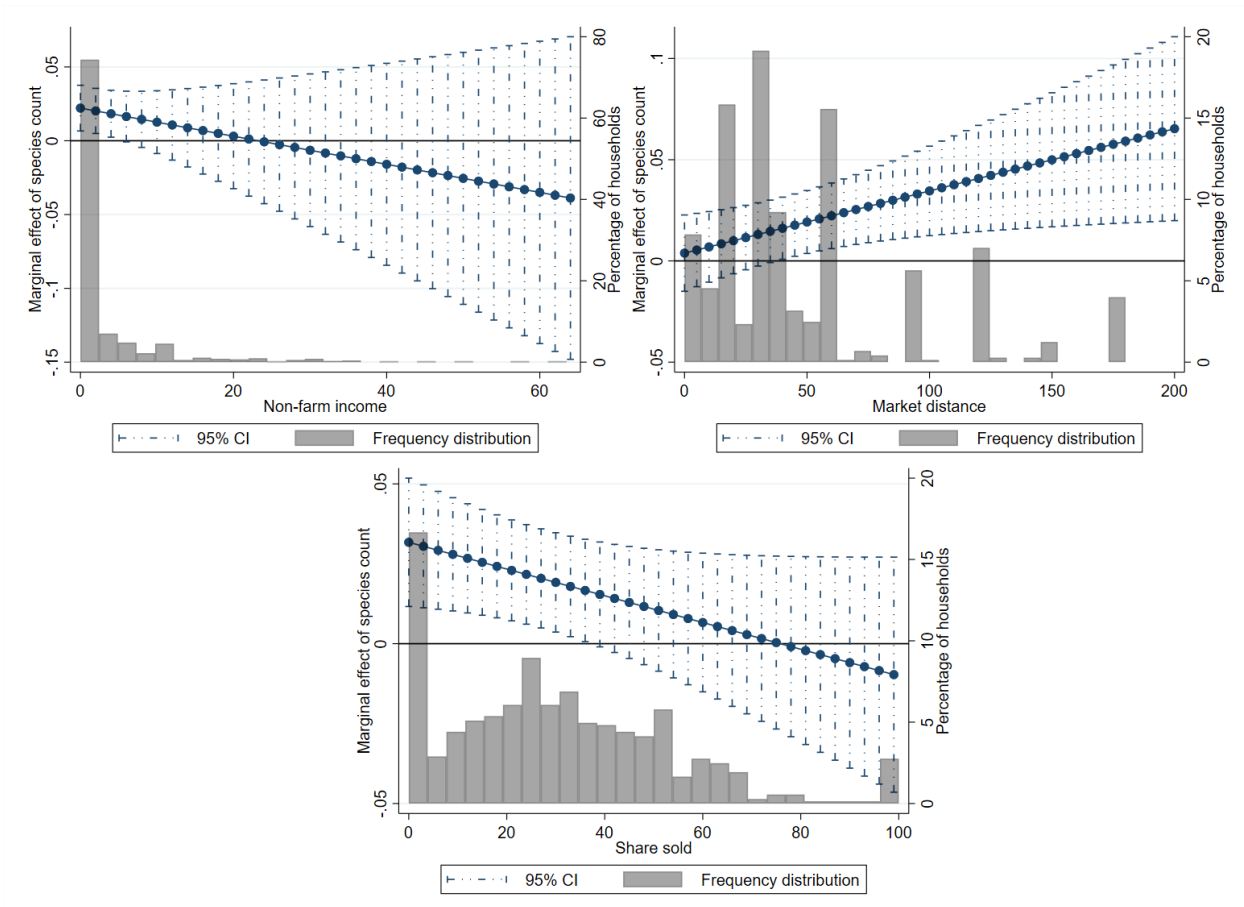 Marginal effect of species count
.05
0
-.05
-.1
-.15
0
20
40
60
Non-farm income
80
60
40
20
0
Percentage of households
95% CI
Frequency distribution
Marginal effect of species count
.1
.05
0
-.05
0
50
100
150
200
Market distance
20
15
10
5
0
Percentage of households
95% CI
Frequency distribution
Marginal effect of species count
.05
0
-.05
0
20
40
60
80
100
Share sold
20
15
10
5
0
Percentage of households
95% CI
Frequency distribution